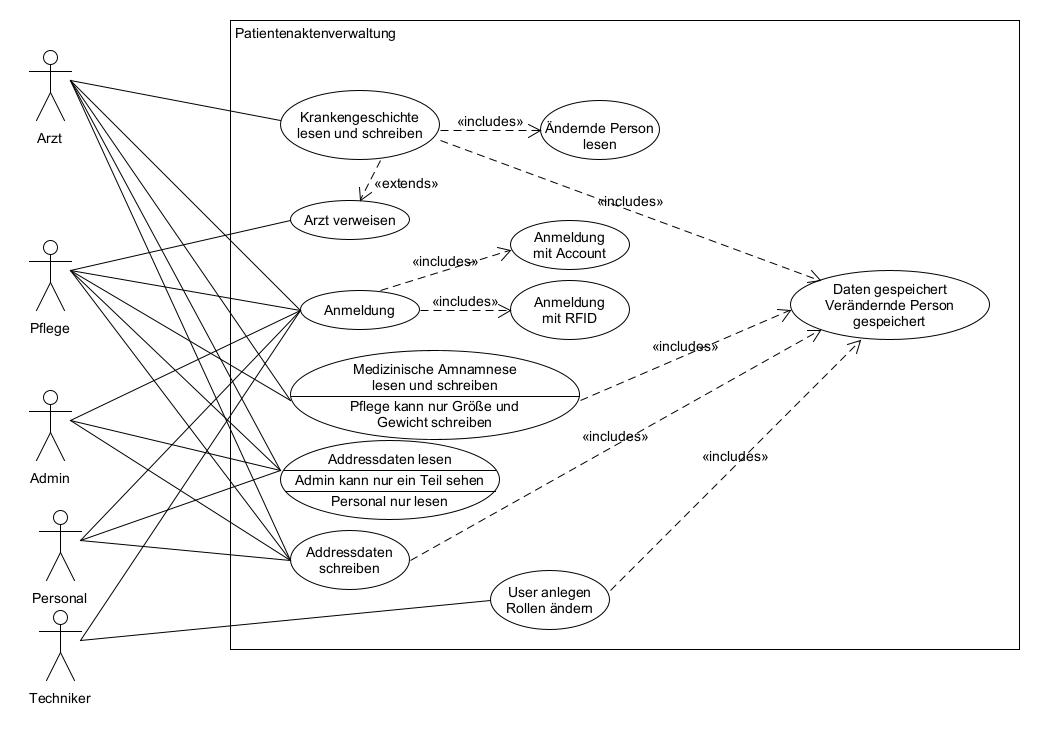 Patientenaktenverwaltung
Arzt
Krankengeschichte
lesen und schreiben
«includes»
Ändernde Person
lesen
«extends»
«includes»
Arzt verweisen
Anmeldung
mit Account
«includes»
Pflege
Anmeldung
«includes»
Anmeldung
mit RFID
Daten gespeichert
Verändernde Person
gespeichert
«includes»
Medizinische Amnamnese
lesen und schreiben
Pflege kann nur Größe und
Gewicht schreiben
«includes»
«includes»
Admin
Addressdaten lesen
Admin kann nur ein Teil sehen
Personal nur lesen
Addressdaten
schreiben
Personal
User anlegen
Rollen ändern
Techniker